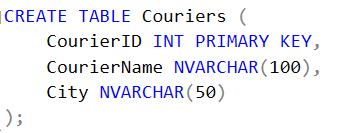 CREATE TABLE Couriers (
    CourierID INT PRIMARY KEY,
    CourierName NVARCHAR(100),
    City NVARCHAR(50)
);